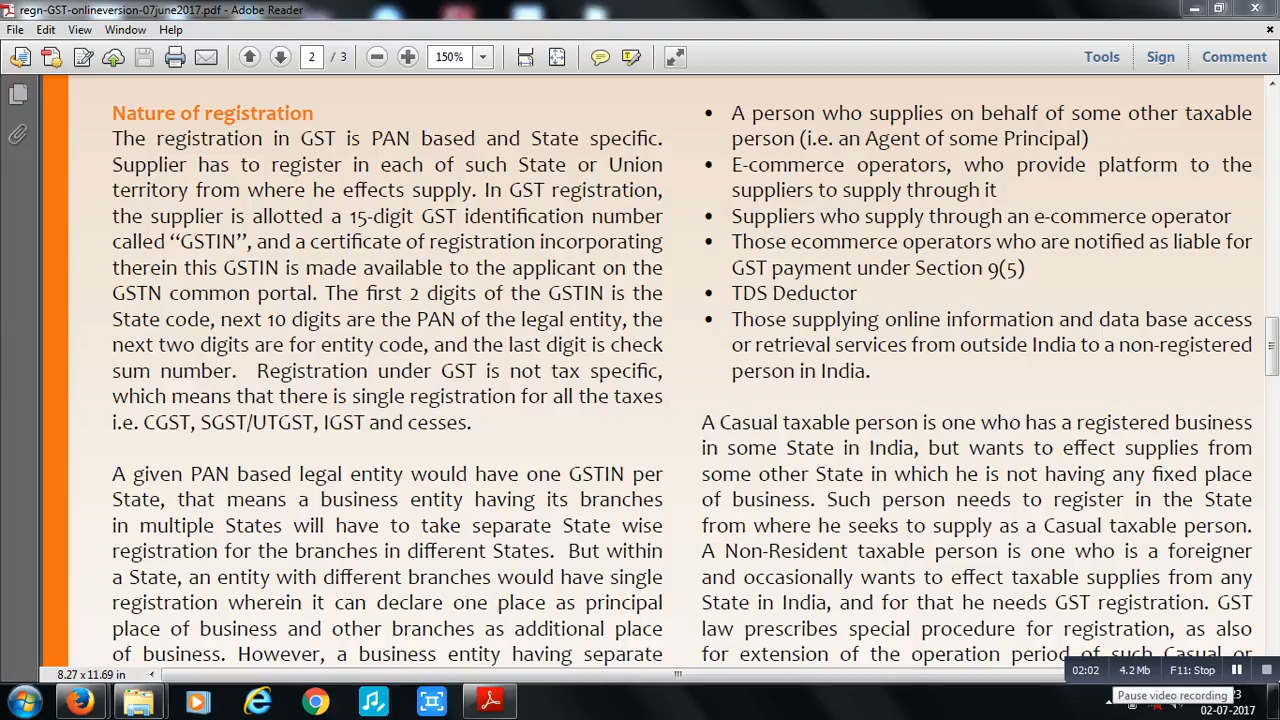 regn-GST-onlineversion-07june2017.pdf - Adobe Reader
File Edit View Window Help
2 / 3 150% Tools Sign Comment
Nature of registration
The registration in GST is PAN based and State specific.
Supplier has to register in each of such State or Union
territory from where he effects supply. In GST registration,
the supplier is allotted a 15-digit GST identification number
called “GSTIN”, and a certificate of registration incorporating
therein this GSTIN is made available to the applicant on the
GSTN common portal. The first 2 digits of the GSTIN is the
State code, next 10 digits are the PAN of the legal entity, the
next two digits are for entity code, and the last digit is check
sum number. Registration under GST is not tax specific,
which means that there is single registration for all the taxes
i.e. CGST, SGST/UTGST, IGST and cesses.
A given PAN based legal entity would have one GSTIN per
State, that means a business entity having its branches
in multiple States will have to take separate State wise
registration for the branches in different States. But within
a State, an entity with different branches would have single
registration wherein it can declare one place as principal
place of business and other branches as additional place
of business. However, a business entity having separate
• A person who supplies on behalf of some other taxable
person (i.e. an Agent of some Principal)
• E-commerce operators, who provide platform to the
suppliers to supply through it
• Suppliers who supply through an e-commerce operator
• Those ecommerce operators who are notified as liable for
GST payment under Section 9(5)
• TDS Deductor
• Those supplying online information and data base access
or retrieval services from outside India to a non-registered
person in India.
A Casual taxable person is one who has a registered business
in some State in India, but wants to effect supplies from
some other State in which he is not having any fixed place
of business. Such person needs to register in the State
from where he seeks to supply as a Casual taxable person.
A Non-Resident taxable person is one who is a foreigner
and occasionally wants to effect taxable supplies from any
State in India, and for that he needs GST registration. GST
law prescribes special procedure for registration, as also
for extension of the operation period of such Casual or
8.27 x 11.69 in
02:02 4.2 Mb F11: Stop
Pause video recording
02-07-2017